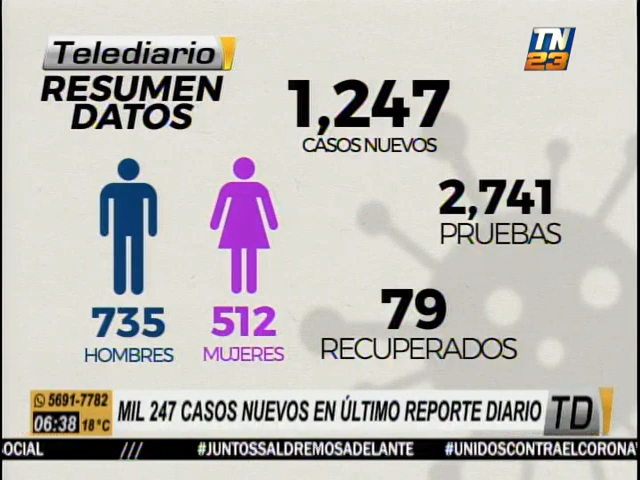 Telediario
TN
23
RESUMEN
DATOS
1,247
CASOS NUEVOS
2,741
PRUEBAS
735
HOMBRES
512
MUJERES
79
RECUPERADOS
5691-7782
06:38 18°C
MIL 247 CASOS NUEVOS EN ÚLTIMO REPORTE DIARIO
TD
SOCIAL /// #JUNTOSSALDREMOSADELANTE #UNIDOSCONTRAELCORONA